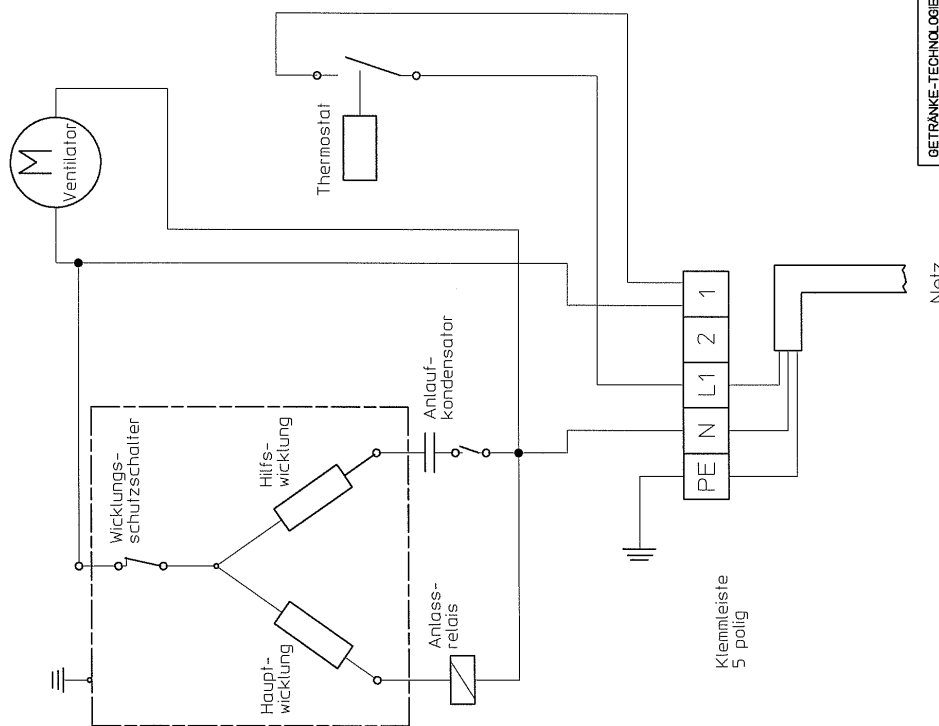 GETRÄNKE-TECHNOLOGIE
M
Ventilator
Thermostat
Wicklungs-
schutzschalter
Hilfs-
wicklung
Anlauf-
kondensator
Haupt-
wicklung
Anlass-
relais
PE N L1 2 1
Klemmleiste
5 polig
Netz